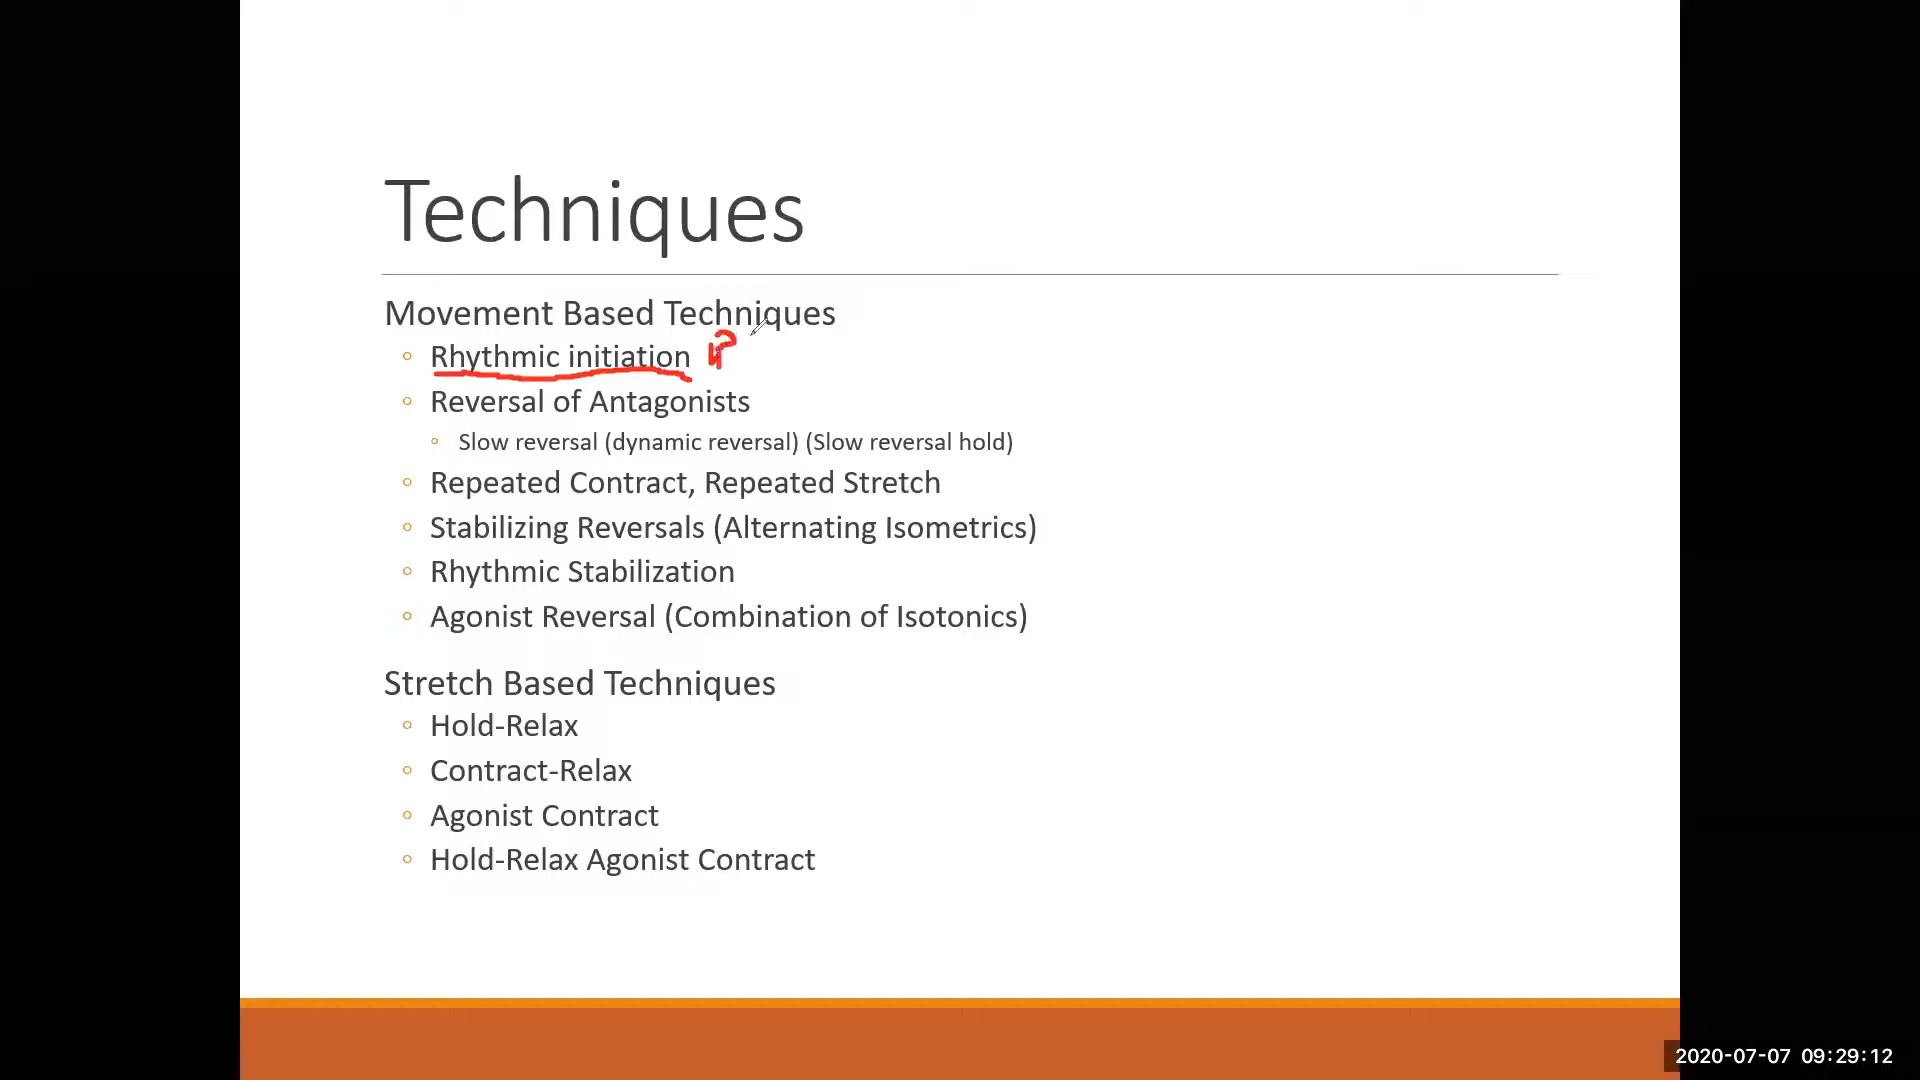 Techniques
Movement Based Techniques
Rhythmic initiation
Reversal of Antagonists
Slow reversal (dynamic reversal) (Slow reversal hold)
Repeated Contract, Repeated Stretch
Stabilizing Reversals (Alternating Isometrics)
Rhythmic Stabilization
Agonist Reversal (Combination of Isotonics)
Stretch Based Techniques
Hold-Relax
Contract-Relax
Agonist Contract
Hold-Relax Agonist Contract
2020-07-07 09:29:12